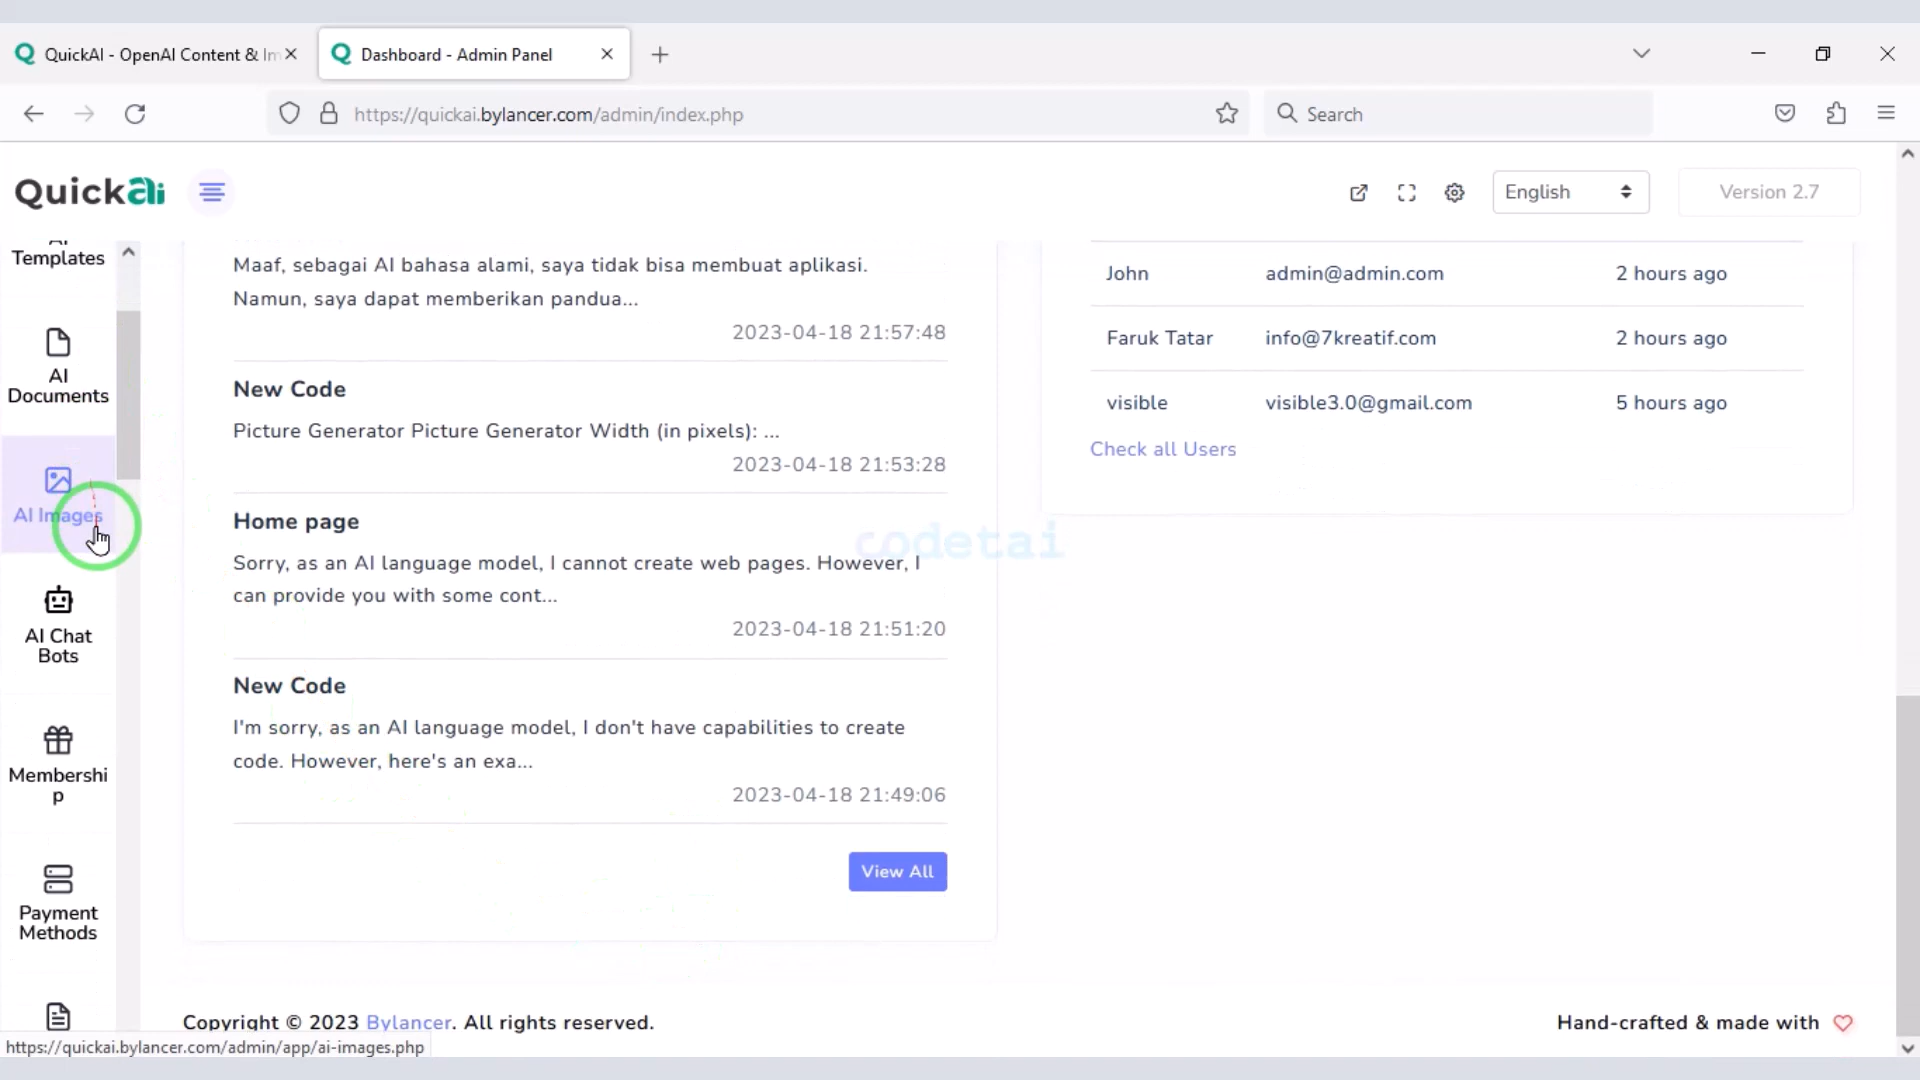 QuickAI - OpenAI Content & Im
Dashboard - Admin Panel
https://quickai.bylancer.com/admin/index.php
Search
QuickAi
English
Version 2.7
AI
Templates
AI
Documents
AI Images
AI Chat
Bots
Membershi
p
Payment
Methods
Maaf, sebagai AI bahasa alami, saya tidak bisa membuat aplikasi.
Namun, saya dapat memberikan pandua...
2023-04-18 21:57:48
New Code
Picture Generator Picture Generator Width (in pixels): ...
2023-04-18 21:53:28
Home page
Sorry, as an AI language model, I cannot create web pages. However, I
can provide you with some cont...
2023-04-18 21:51:20
New Code
I'm sorry, as an AI language model, I don't have capabilities to create
code. However, here's an exa...
2023-04-18 21:49:06
View All
John admin@admin.com 2 hours ago
Faruk Tatar info@7kreatif.com 2 hours ago
visible visible3.0@gmail.com 5 hours ago
Check all Users
codetai
Copyright © 2023 Bylancer. All rights reserved.
Hand-crafted & made with
https://quickai.bylancer.com/admin/app/ai-images.php